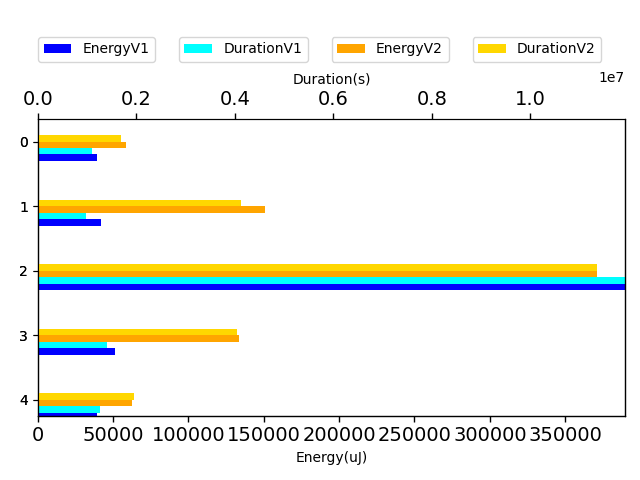 EnergyV1 DurationV1 EnergyV2 DurationV2
Duration(s)
1e7
0.0 0.2 0.4 0.6 0.8 1.0
0
1
2
3
4
0 50000 100000 150000 200000 250000 300000 350000
Energy(uJ)